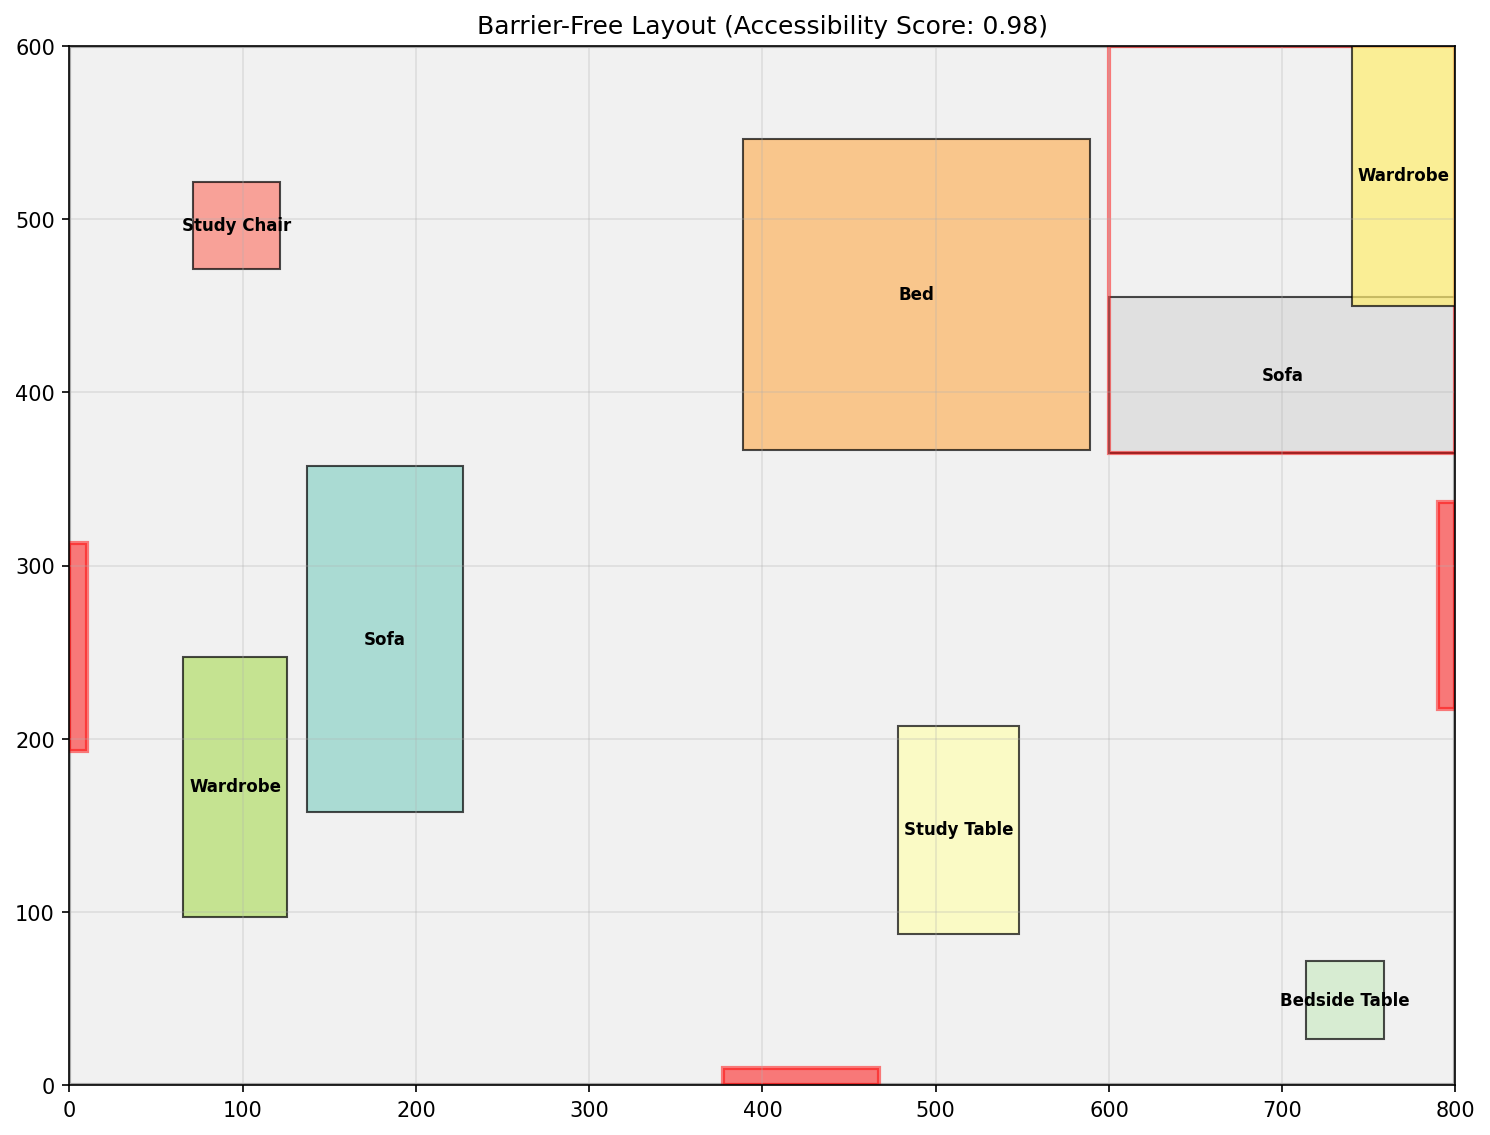 Barrier-Free Layout (Accessibility Score: 0.98)
600
500
400
300
200
100
0
Wardrobe
Study Chair
Bed
Sofa
Sofa
Wardrobe
Study Table
Bedside Table
0
100
200
300
400
500
600
700
800